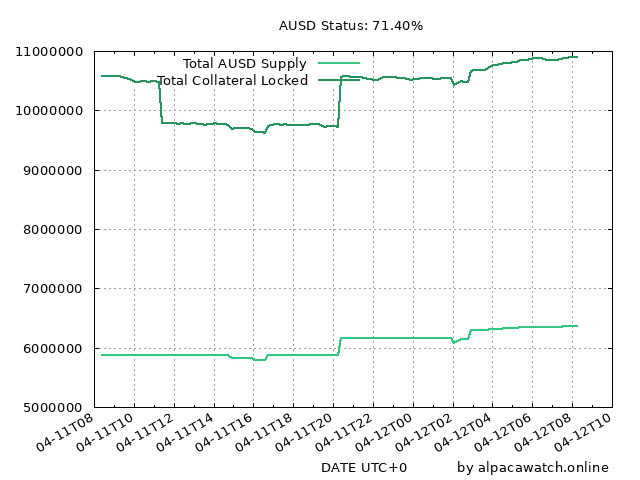 AUSD Status: 71.40%
11000000
10000000
9000000
8000000
7000000
6000000
5000000
Total AUSD Supply
Total Collateral Locked
04-11T08
04-11T10
04-11T12
04-11T14
04-11T16
04-11T18
04-11T20
04-11T22
04-12T00
04-12T02
04-12T04
04-12T06
04-12T08
04-12T10
DATE UTC+0
by alpacawatch.online